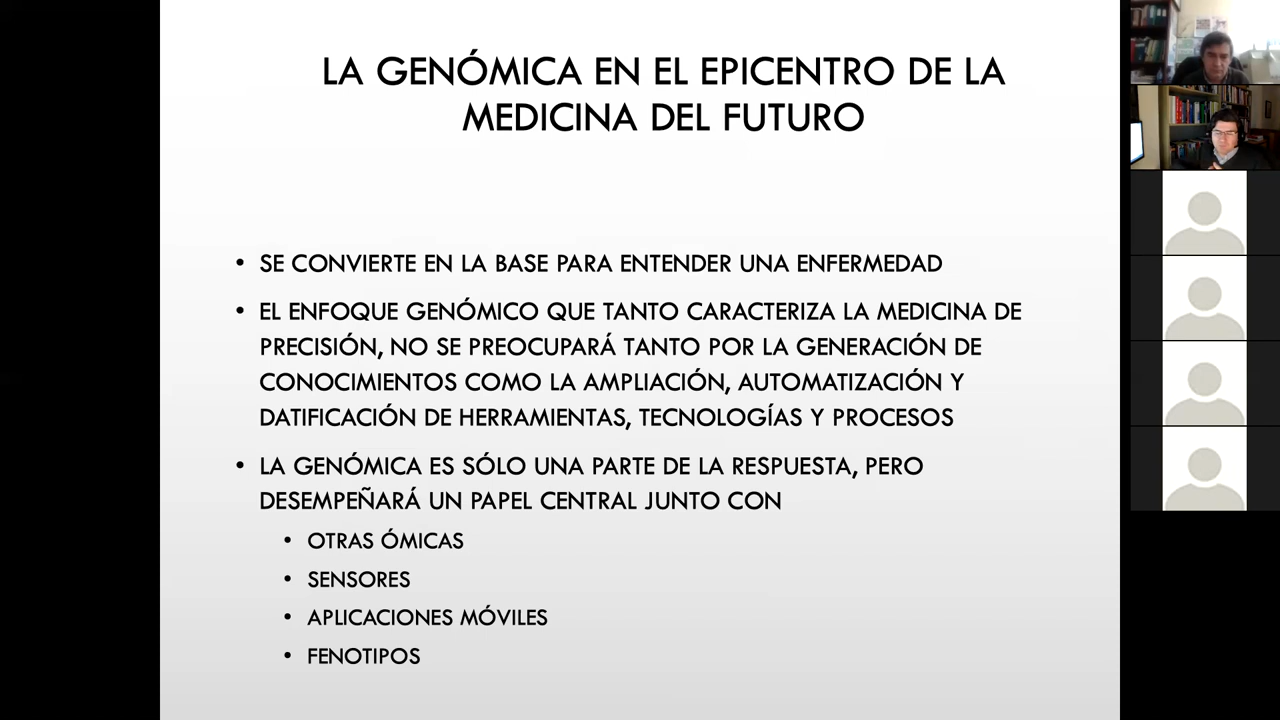 LA GENÓMICA EN EL EPICENTRO DE LA
MEDICINA DEL FUTURO
• SE CONVIERTE EN LA BASE PARA ENTENDER UNA ENFERMEDAD
• EL ENFOQUE GENÓMICO QUE TANTO CARACTERIZA LA MEDICINA DE
PRECISIÓN, NO SE PREOCUPARÁ TANTO POR LA GENERACIÓN DE
CONOCIMIENTOS COMO LA AMPLIACIÓN, AUTOMATIZACIÓN Y
DATIFICACIÓN DE HERRAMIENTAS, TECNOLOGÍAS Y PROCESOS
• LA GENÓMICA ES SÓLO UNA PARTE DE LA RESPUESTA, PERO
DESEMPEÑARÁ UN PAPEL CENTRAL JUNTO CON
• OTRAS ÓMICAS
• SENSORES
• APLICACIONES MÓVILES
• FENOTIPOS